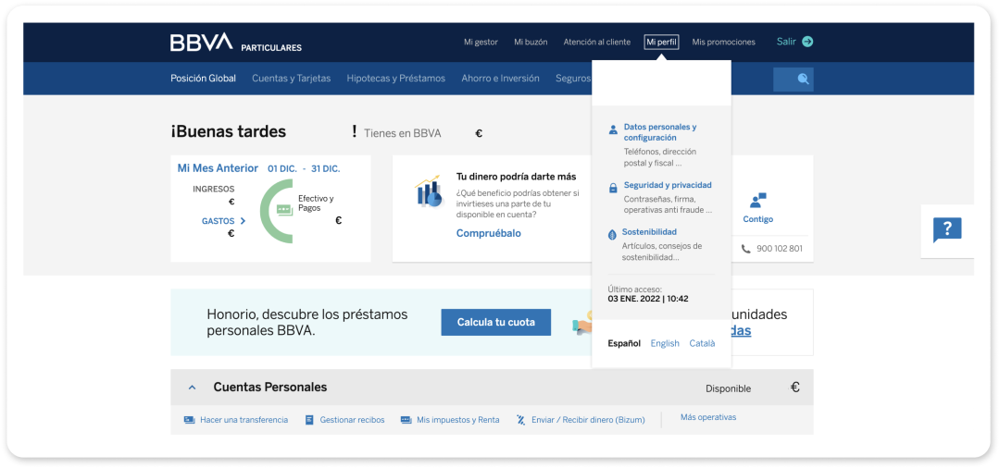 BBVA PARTICULARES
Mi gestor Mi buzón Atención al cliente Mi perfil Mis promociones Salir
Posición Global Cuentas y Tarjetas Hipotecas y Préstamos Ahorro e Inversión Seguros
¡Buenas tardes
! Tienes en BBVA €
Mi Mes Anterior 01 DIC. - 31 DIC.
INGRESOS
€
GASTOS >
€
Efectivo y
Pagos
€
Tu dinero podría darte más
¿Qué beneficio podrías obtener si
invirtieses una parte de tu
disponible en cuenta?
Compruébalo
Datos personales y
configuración
Teléfonos, dirección
postal y fiscal ...
Seguridad y privacidad
Contraseñas, firma,
operativas anti fraude ...
Sostenibilidad
Artículos, consejos de
sostenibilidad...
Último acceso:
03 ENE. 2022 | 10:42
Español English Català
Contigo
900 102 801
?
Honorio, descubre los préstamos
personales BBVA.
Calcula tu cuota
unidades
das
Cuentas Personales Disponible €
Hacer una transferencia Gestionar recibos Mis impuestos y Renta Enviar / Recibir dinero (Bizum) Más operativas